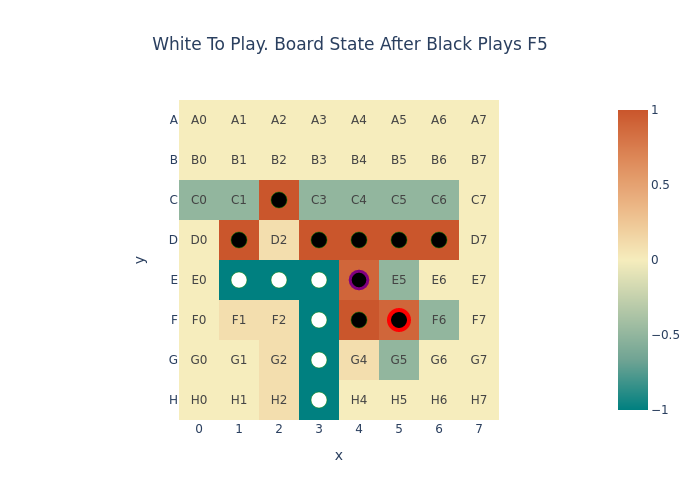 White To Play. Board State After Black Plays F5
A A0 A1 A2 A3 A4 A5 A6 A7
B B0 B1 B2 B3 B4 B5 B6 B7
C C0 C1 C3 C4 C5 C6 C7
D D0 D2 D7
E E0 E5 E6 E7
F F0 F1 F2 F6 F7
G G0 G1 G2 G4 G5 G6 G7
H H0 H1 H2 H4 H5 H6 H7
0 1 2 3 4 5 6 7
x
y
1
0.5
0
−0.5
−1